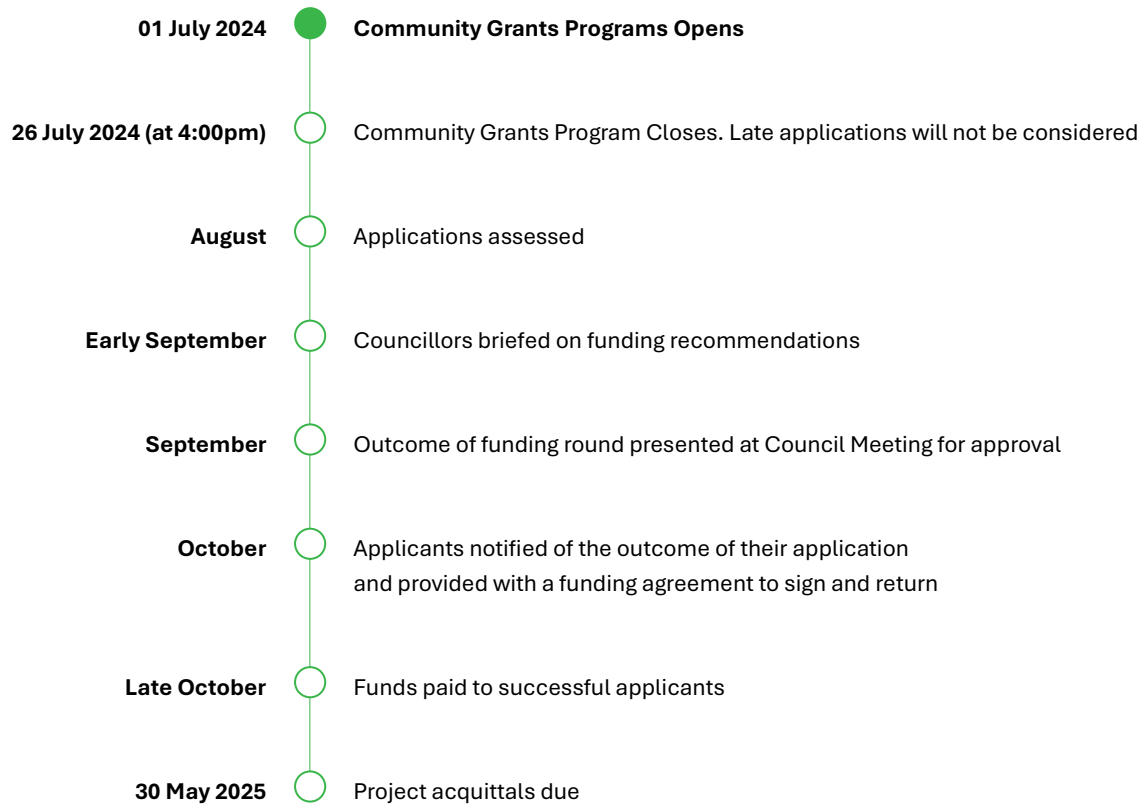 01 July 2024 Community Grants Programs Opens
26 July 2024 (at 4:00pm) Community Grants Program Closes. Late applications will not be considered
August Applications assessed
Early September Councillors briefed on funding recommendations
September Outcome of funding round presented at Council Meeting for approval
October Applicants notified of the outcome of their application
and provided with a funding agreement to sign and return
Late October Funds paid to successful applicants
30 May 2025 Project acquittals due